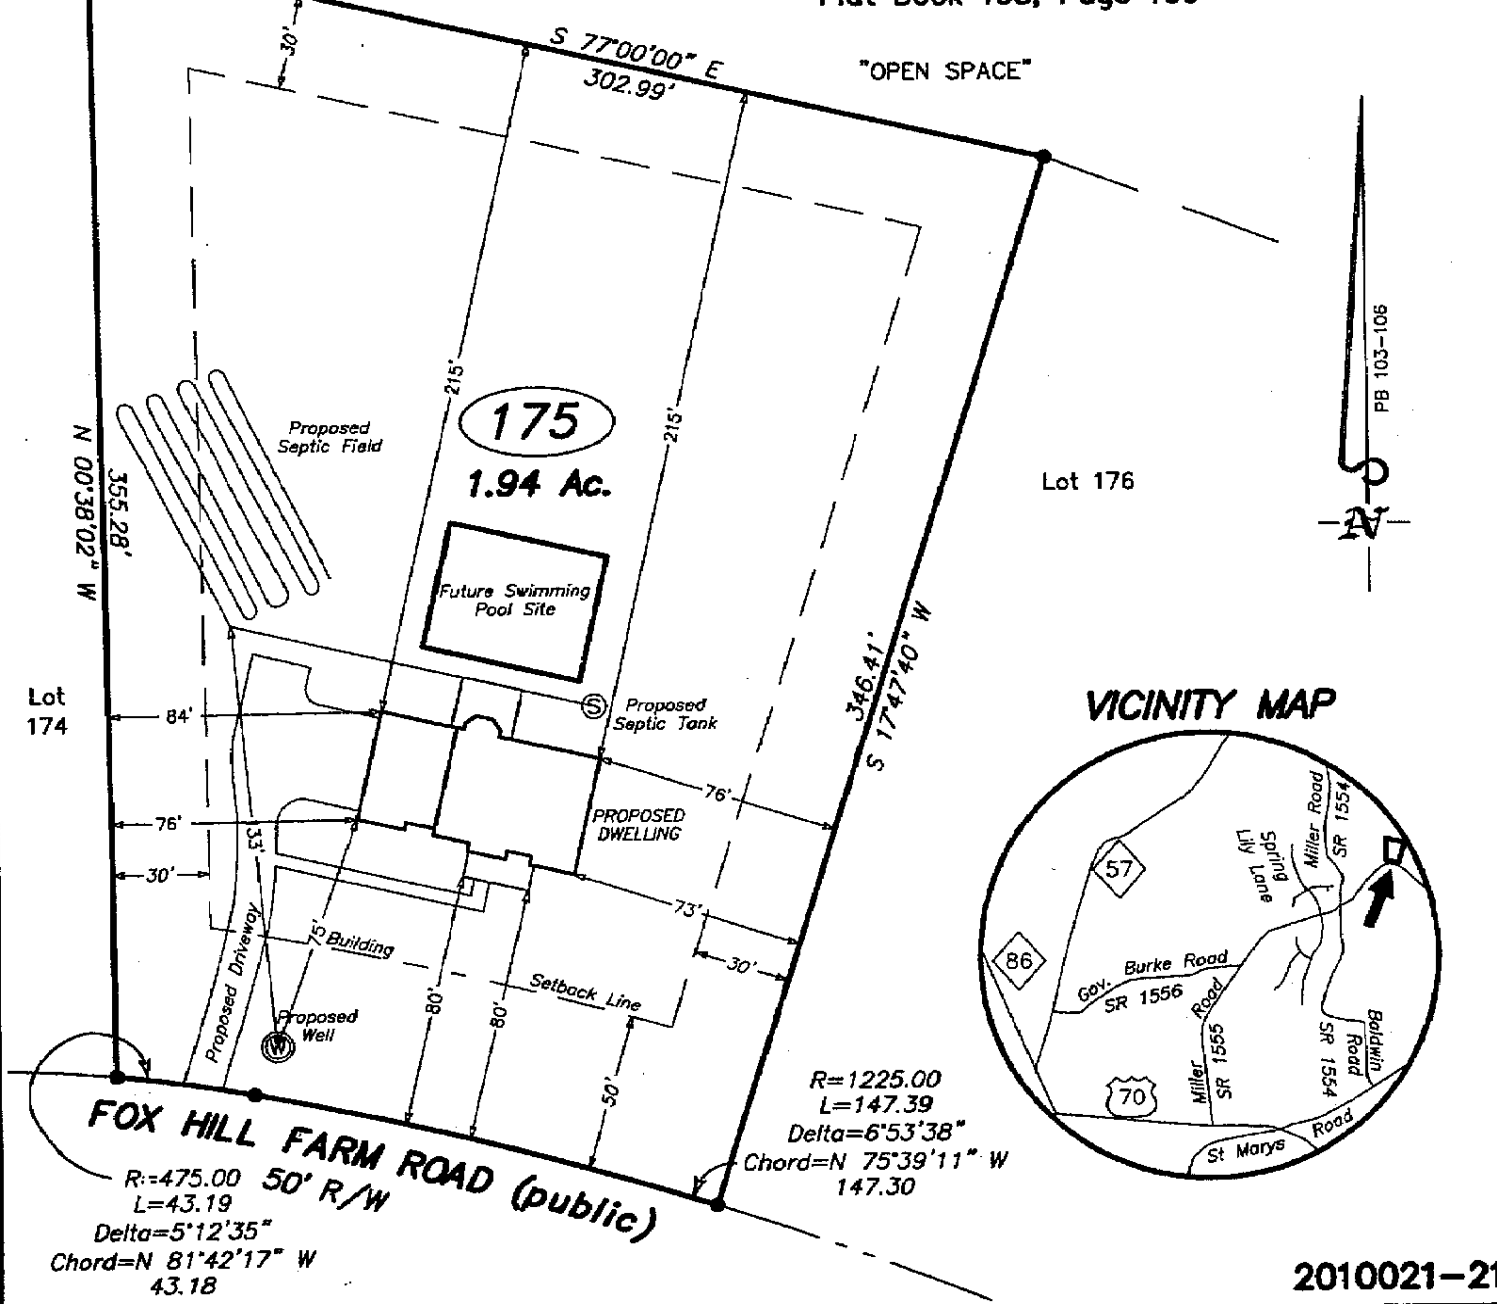 S 77°00'00" E
302.99'
"OPEN SPACE"
30'
215'
215'
175
1.94 Ac.
Proposed
Septic Field
N 00°38'02" W
355.28'
Future Swimming
Pool Site
Lot 176
PB 103-106
N
346.41'
S 17°47'40" W
Lot
174
84'
S
Proposed
Septic Tank
76'
76'
PROPOSED
DWELLING
30'
75'
73'
30'
Building
Setback Line
Proposed Driveway
Proposed
Well
W
80'
80'
50'
FOX HILL FARM ROAD (public)
50' R/W
R=475.00
L=43.19
Delta=5°12'35"
Chord=N 81°42'17" W
43.18
R=1225.00
L=147.39
Delta=6°53'38"
Chord=N 75°39'11" W
147.30
VICINITY MAP
57
86
70
Miller Road
SR 1554
Spring
Lily Lane
Gov. Burke Road
SR 1556
Miller Road
SR 1555
Baldwin
Road
SR 1554
St Marys Road
2010021-21